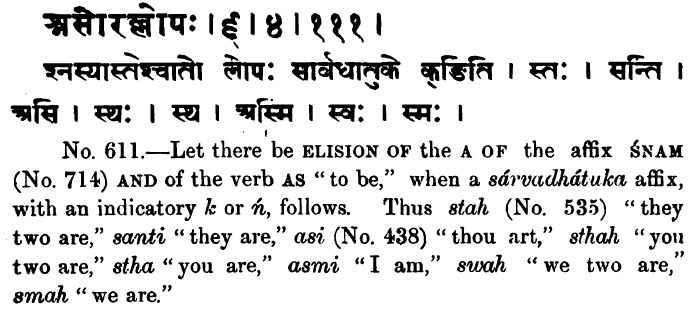 असोरल्लोपः । ६ । ४ । १११ ।
श्नस्यास्तेश्चातो लोपः सार्वधातुके क्ङिति । स्तः । सन्ति ।
असि । स्थः । स्थ । अस्मि । स्वः । स्मः ।
No. 611.—Let there be ELISION OF the A OF the affix ŚNAM
(No. 714) AND of the verb AS “to be,” when a sárvadhátuka affix,
with an indicatory k or ń, follows. Thus stah (No. 535) “they
two are,” santi “they are,” asi (No. 438) “thou art,” sthah “you
two are,” stha “you are,” asmi “I am,” swah “we two are,”
smah “we are.”